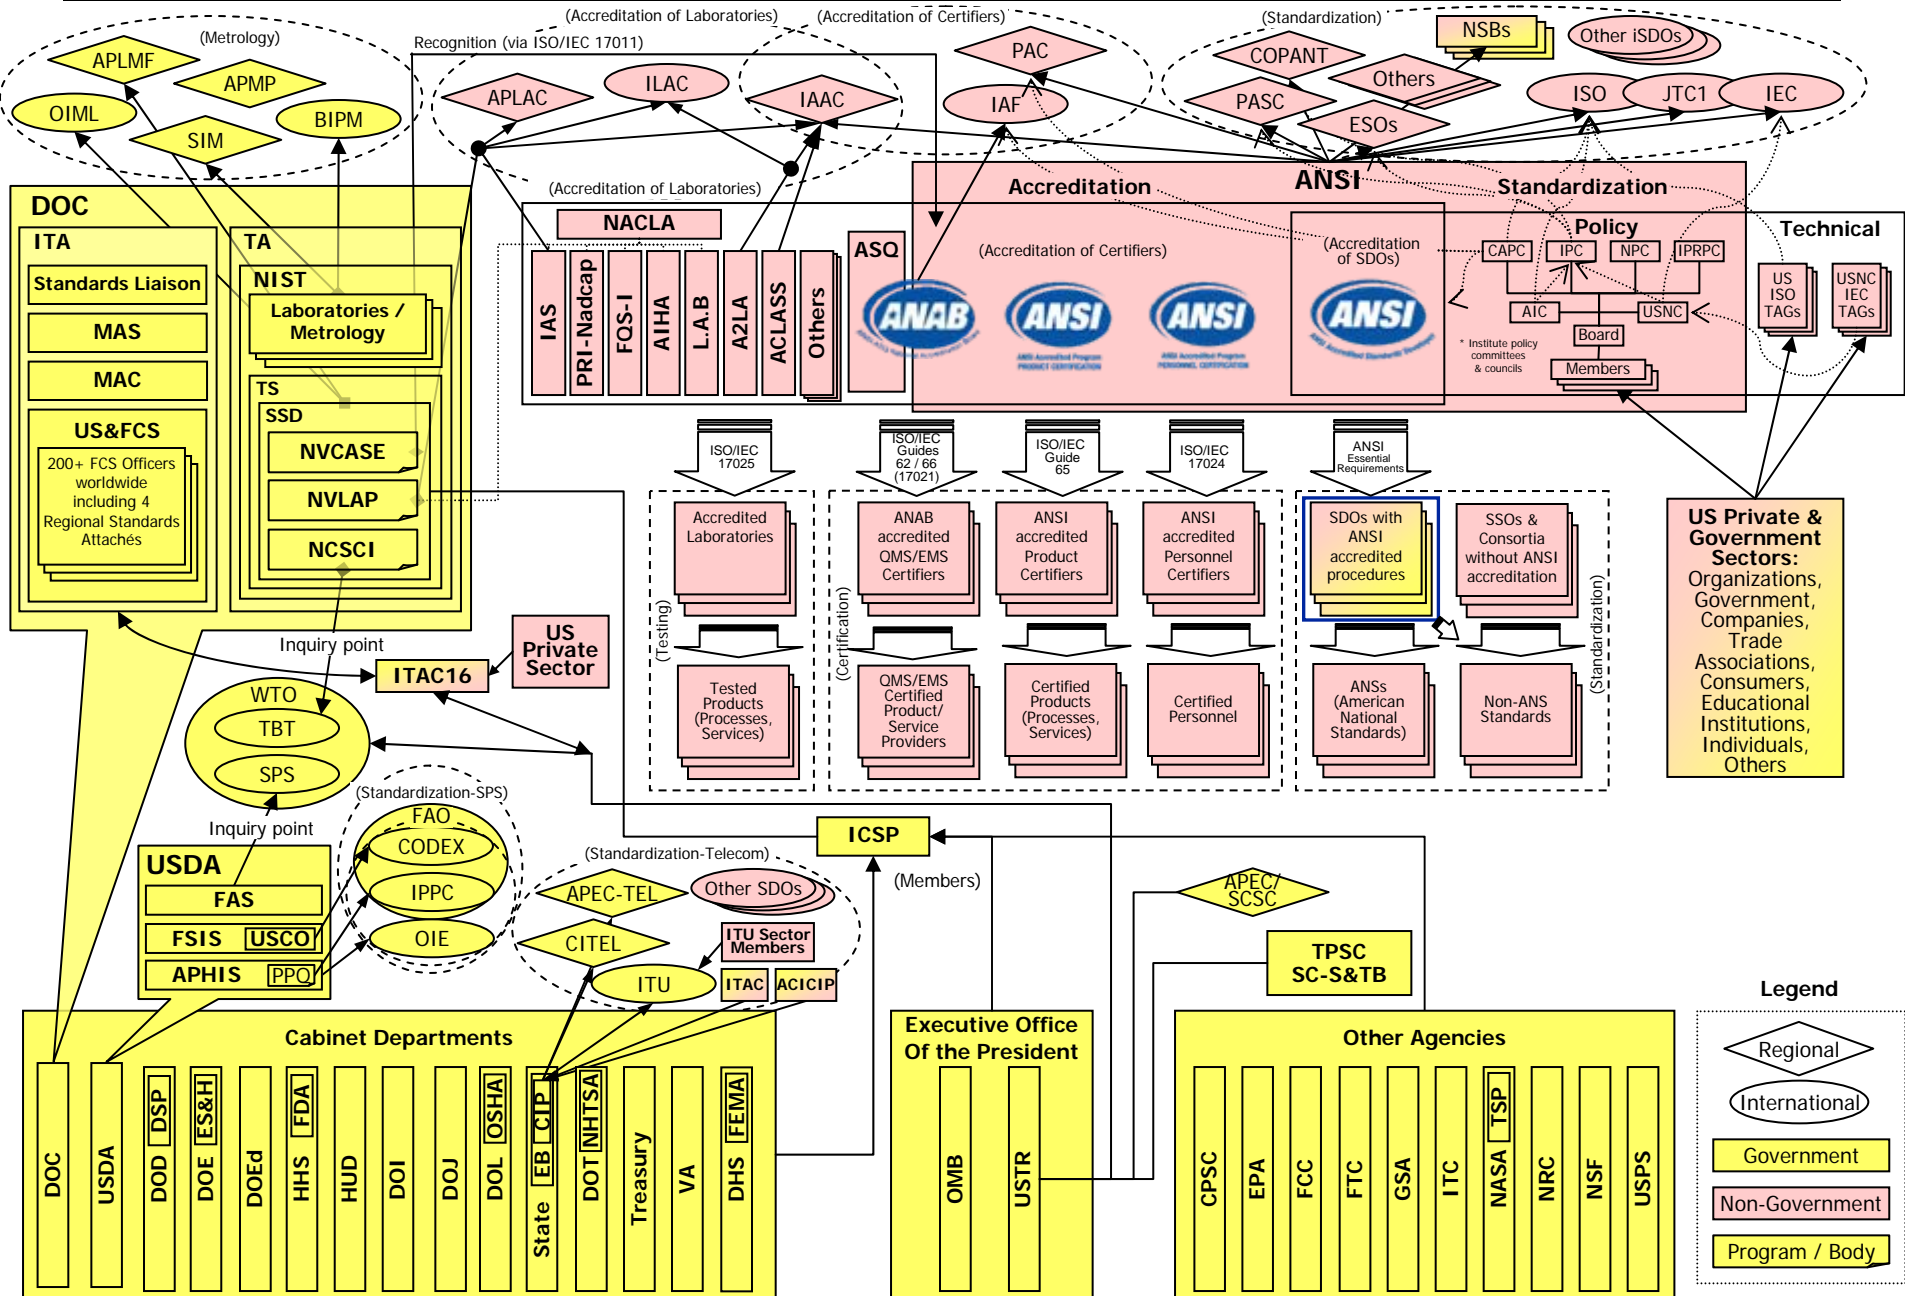 (Accreditation of Laboratories)
(Accreditation of Certifiers)
(Standardization)
(Metrology)
Recognition (via ISO/IEC 17011)
APLMF
APMP
OIML
SIM
BIPM
APLAC
ILAC
IAAC
PAC
IAF
COPANT
PASC
Others
ESOs
NSBs
Other iSDOs
ISO
JTC1
IEC
DOC
ITA
Standards Liaison
MAS
MAC
US&FCS
200+ FCS Officers
worldwide
including 4
Regional Standards
Attachés
TA
NIST
Laboratories /
Metrology
TS
SSD
NVCASE
NVLAP
NCSCI
(Accreditation of Laboratories)
NACLA
IAS
PRI-Nadcap
FQS-I
AIHA
L.A.B
A2LA
ACLASS
Others
ASQ
ANSI
Accreditation
Standardization
(Accreditation of Certifiers)
(Accreditation
of SDOs)
ANAB
ANSI
ANSI Accredited Program
PRODUCT CERTIFICATION
ANSI
ANSI Accredited Program
PERSONNEL CERTIFICATION
ANSI
ANSI Accredited Standards Developer
Policy
Technical
CAPC
IPC
NPC
IPRPC
AIC
USNC
Board
Members
* Institute policy
committees
& councils
US
ISO
TAGs
USNC
IEC
TAGs
ISO/IEC
17025
ISO/IEC
Guides
62 / 66
(17021)
ISO/IEC
Guide
65
ISO/IEC
17024
ANSI
Essential
Requirements
Accredited
Laboratories
ANAB
accredited
QMS/EMS
Certifiers
ANSI
accredited
Product
Certifiers
ANSI
accredited
Personnel
Certifiers
SDOs with
ANSI
accredited
procedures
SSOs &
Consortia
without ANSI
accreditation
(Testing)
(Certification)
(Standardization)
Tested
Products
(Processes,
Services)
QMS/EMS
Certified
Product/
Service
Providers
Certified
Products
(Processes,
Services)
Certified
Personnel
ANSs
(American
National
Standards)
Non-ANS
Standards
US Private &
Government
Sectors:
Organizations,
Government,
Companies,
Trade
Associations,
Consumers,
Educational
Institutions,
Individuals,
Others
Inquiry point
ITAC16
US
Private
Sector
WTO
TBT
SPS
Inquiry point
(Standardization-SPS)
FAO
CODEX
IPPC
OIE
USDA
FAS
FSIS
USCO
APHIS
PPQ
(Standardization-Telecom)
APEC-TEL
Other SDOs
CITEL
ITU
ITU Sector
Members
ITAC
ACICIP
ICSP
(Members)
APEC/
SCSC
TPSC
SC-S&TB
Cabinet Departments
DOC
USDA
DOD
DSP
DOE
ES&H
DOEd
HHS
FDA
HUD
DOI
DOJ
DOL
OSHA
State
EB
CIP
DOT
NHTSA
Treasury
VA
DHS
FEMA
Executive Office
Of the President
OMB
USTR
Other Agencies
CPSC
EPA
FCC
FTC
GSA
ITC
NASA
TSP
NRC
NSF
USPS
Legend
Regional
International
Government
Non-Government
Program / Body